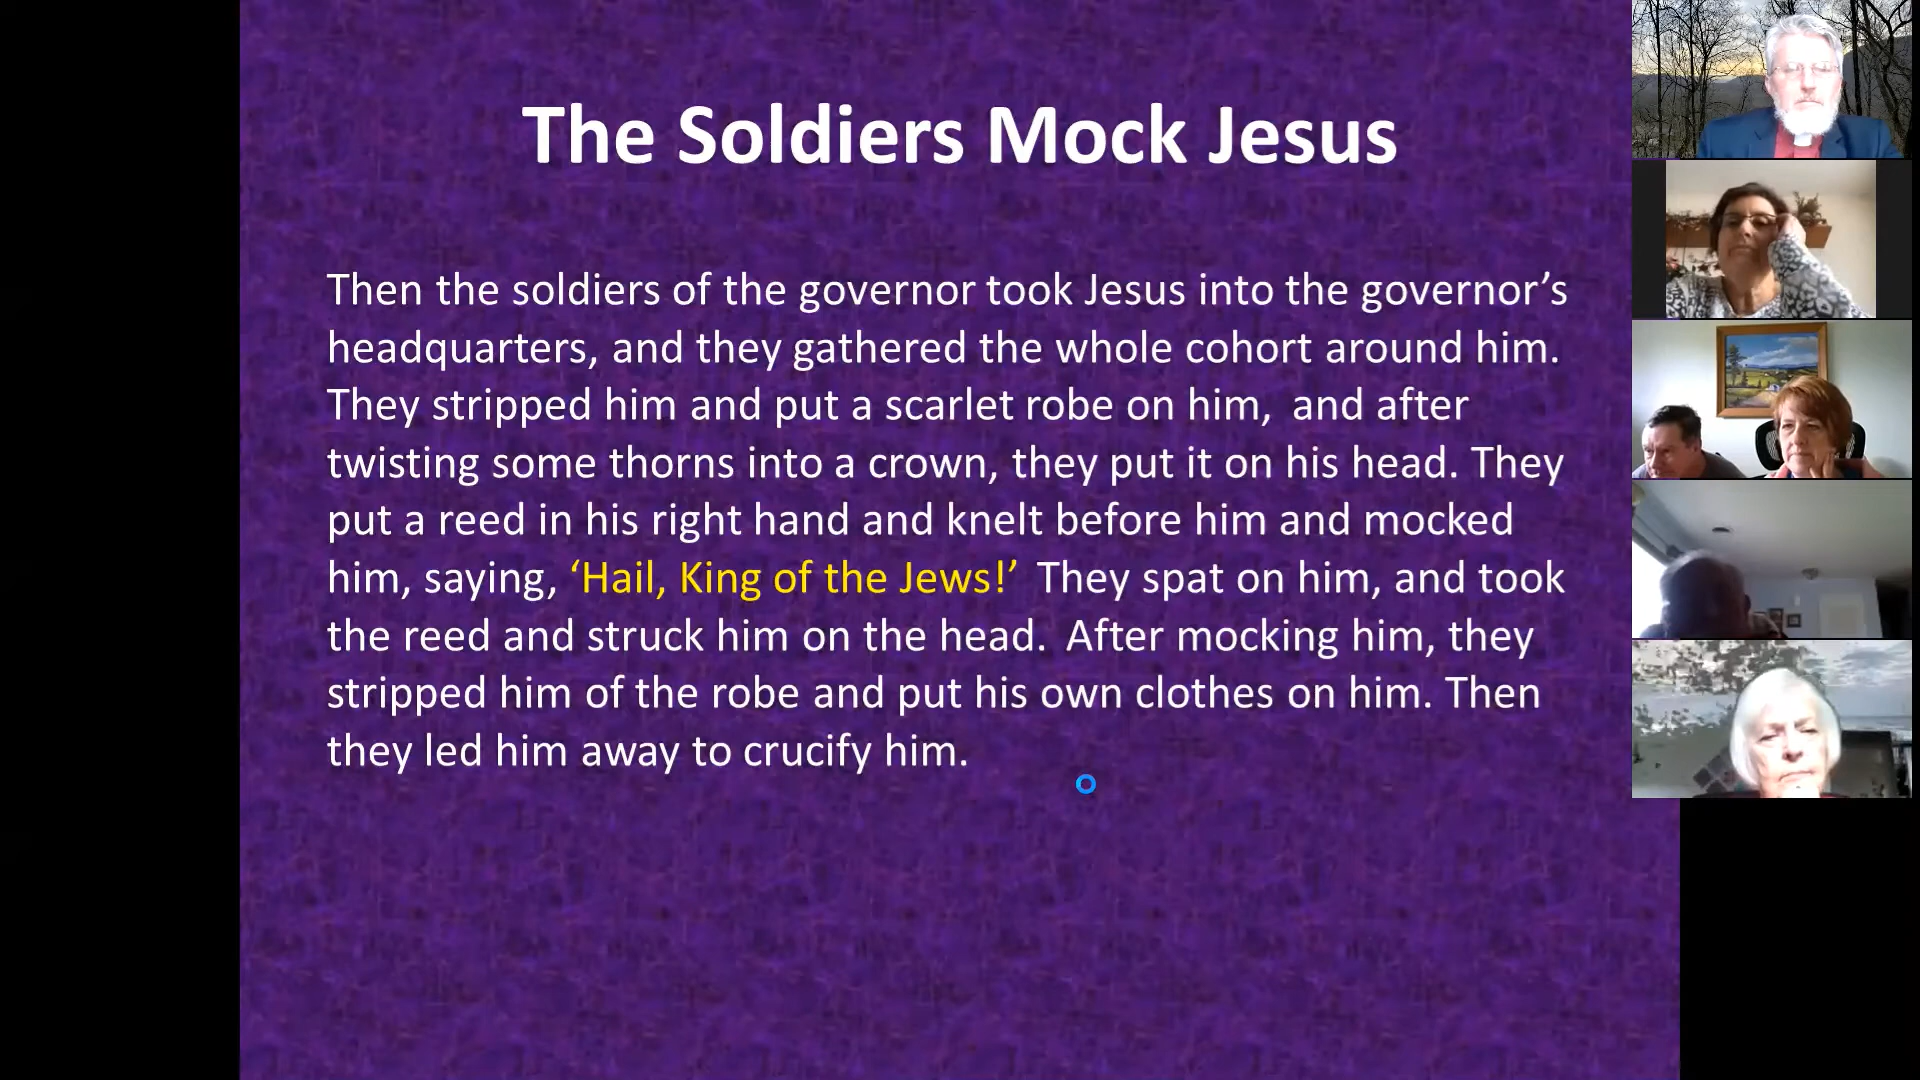 The Soldiers Mock Jesus
Then the soldiers of the governor took Jesus into the governor’s
headquarters, and they gathered the whole cohort around him.
They stripped him and put a scarlet robe on him, and after
twisting some thorns into a crown, they put it on his head. They
put a reed in his right hand and knelt before him and mocked
him, saying, ‘Hail, King of the Jews!’ They spat on him, and took
the reed and struck him on the head. After mocking him, they
stripped him of the robe and put his own clothes on him. Then
they led him away to crucify him.